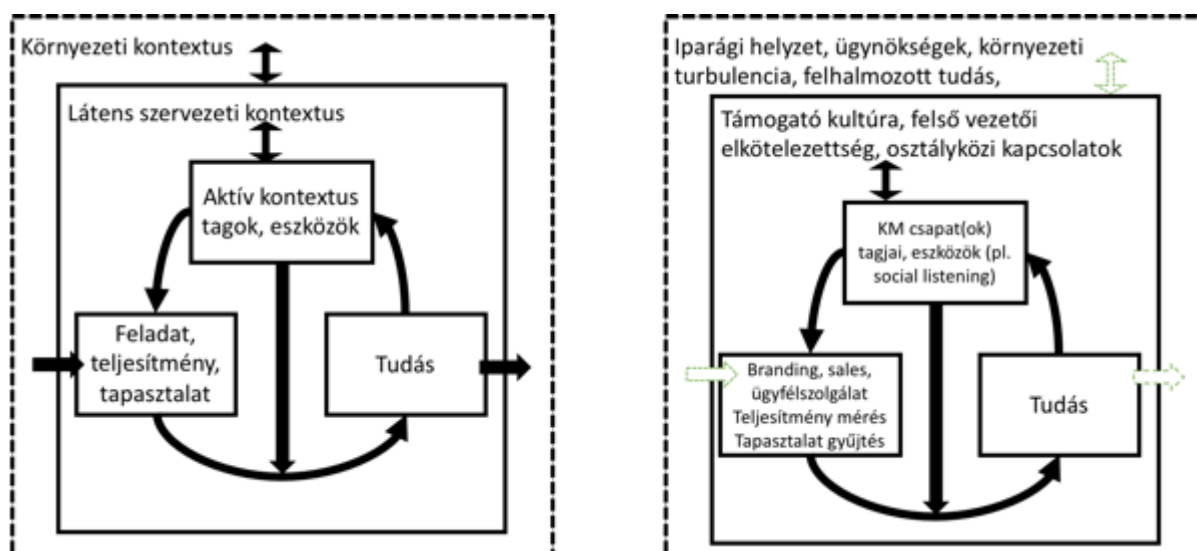 Környezeti kontextus
Látens szervezeti kontextus
Aktív kontextus
tagok, eszközök
Feladat,
teljesítmény,
tapasztalat
Tudás
Iparági helyzet, ügynökségek, környezeti
turbulencia, felhalmozott tudás,
Támogató kultúra, felső vezetői
elkötelezettség, osztályközi kapcsolatok
KM csapat(ok)
tagjai, eszközök (pl.
social listening)
Branding, sales,
ügyfélszolgálat
Teljesítmény mérés
Tapasztalat gyűjtés
Tudás